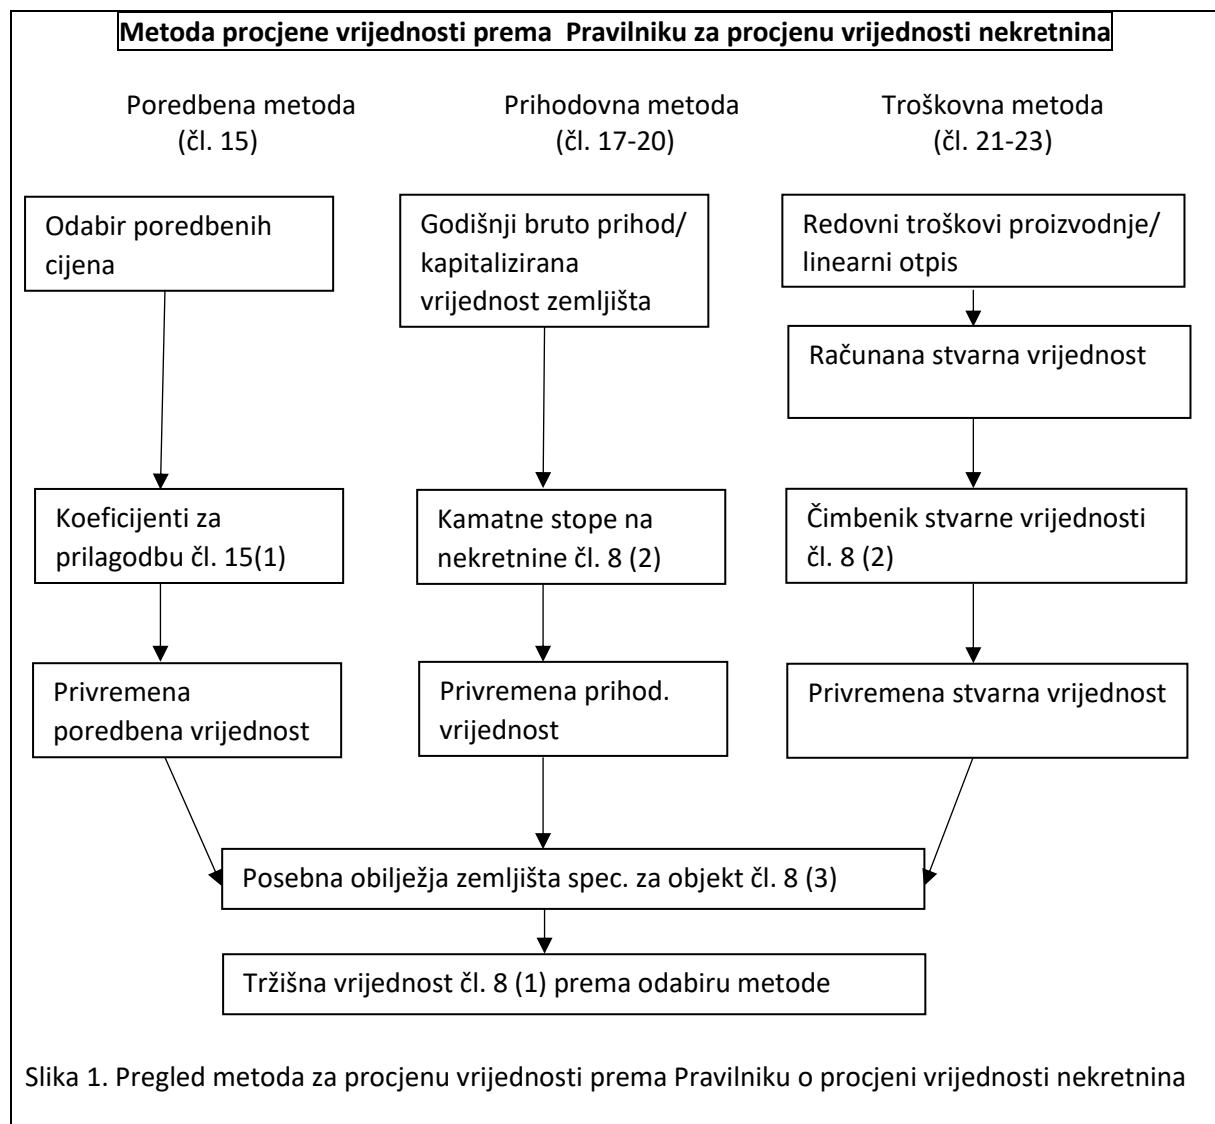 Metoda procjene vrijednosti prema Pravilniku za procjenu vrijednosti nekretnina
Poredbena metoda
(čl. 15)
Prihodovna metoda
(čl. 17-20)
Troškovna metoda
(čl. 21-23)
Odabir poredbenih
cijena
Godišnji bruto prihod/
kapitalizirana
vrijednost zemljišta
Redovni troškovi proizvodnje/
linearni otpis
Računana stvarna vrijednost
Koeficijenti za
prilagodbu čl. 15(1)
Kamatne stope na
nekretnine čl. 8 (2)
Čimbenik stvarne vrijednosti
čl. 8 (2)
Privremena
poredbena vrijednost
Privremena prihod.
vrijednost
Privremena stvarna vrijednost
Posebna obilježja zemljišta spec. za objekt čl. 8 (3)
Tržišna vrijednost čl. 8 (1) prema odabiru metode
Slika 1. Pregled metoda za procjenu vrijednosti prema Pravilniku o procjeni vrijednosti nekretnina